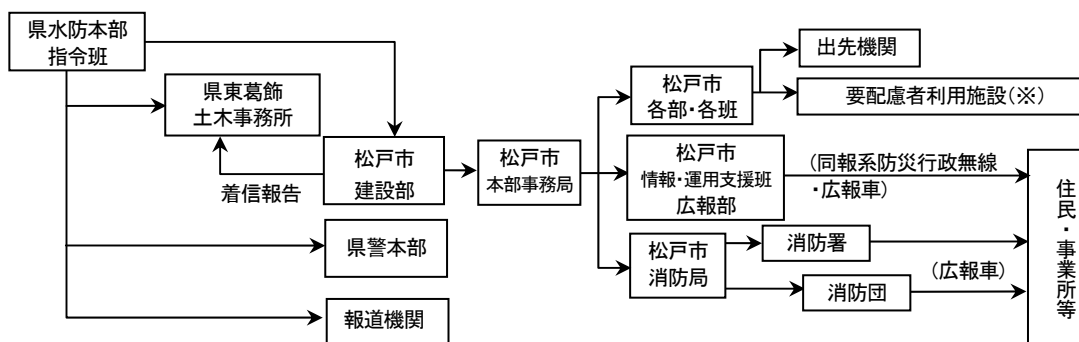 県水防本部
指令班
県東葛飾
土木事務所
松戸市
建設部
着信報告
県警本部
報道機関
松戸市
本部事務局
松戸市
各部・各班
出先機関
要配慮者利用施設(※)
松戸市
情報・運用支援班
広報部
(同報系防災行政無線
・広報車)
松戸市
消防局
消防署
消防団
(広報車)
住民・事業所等